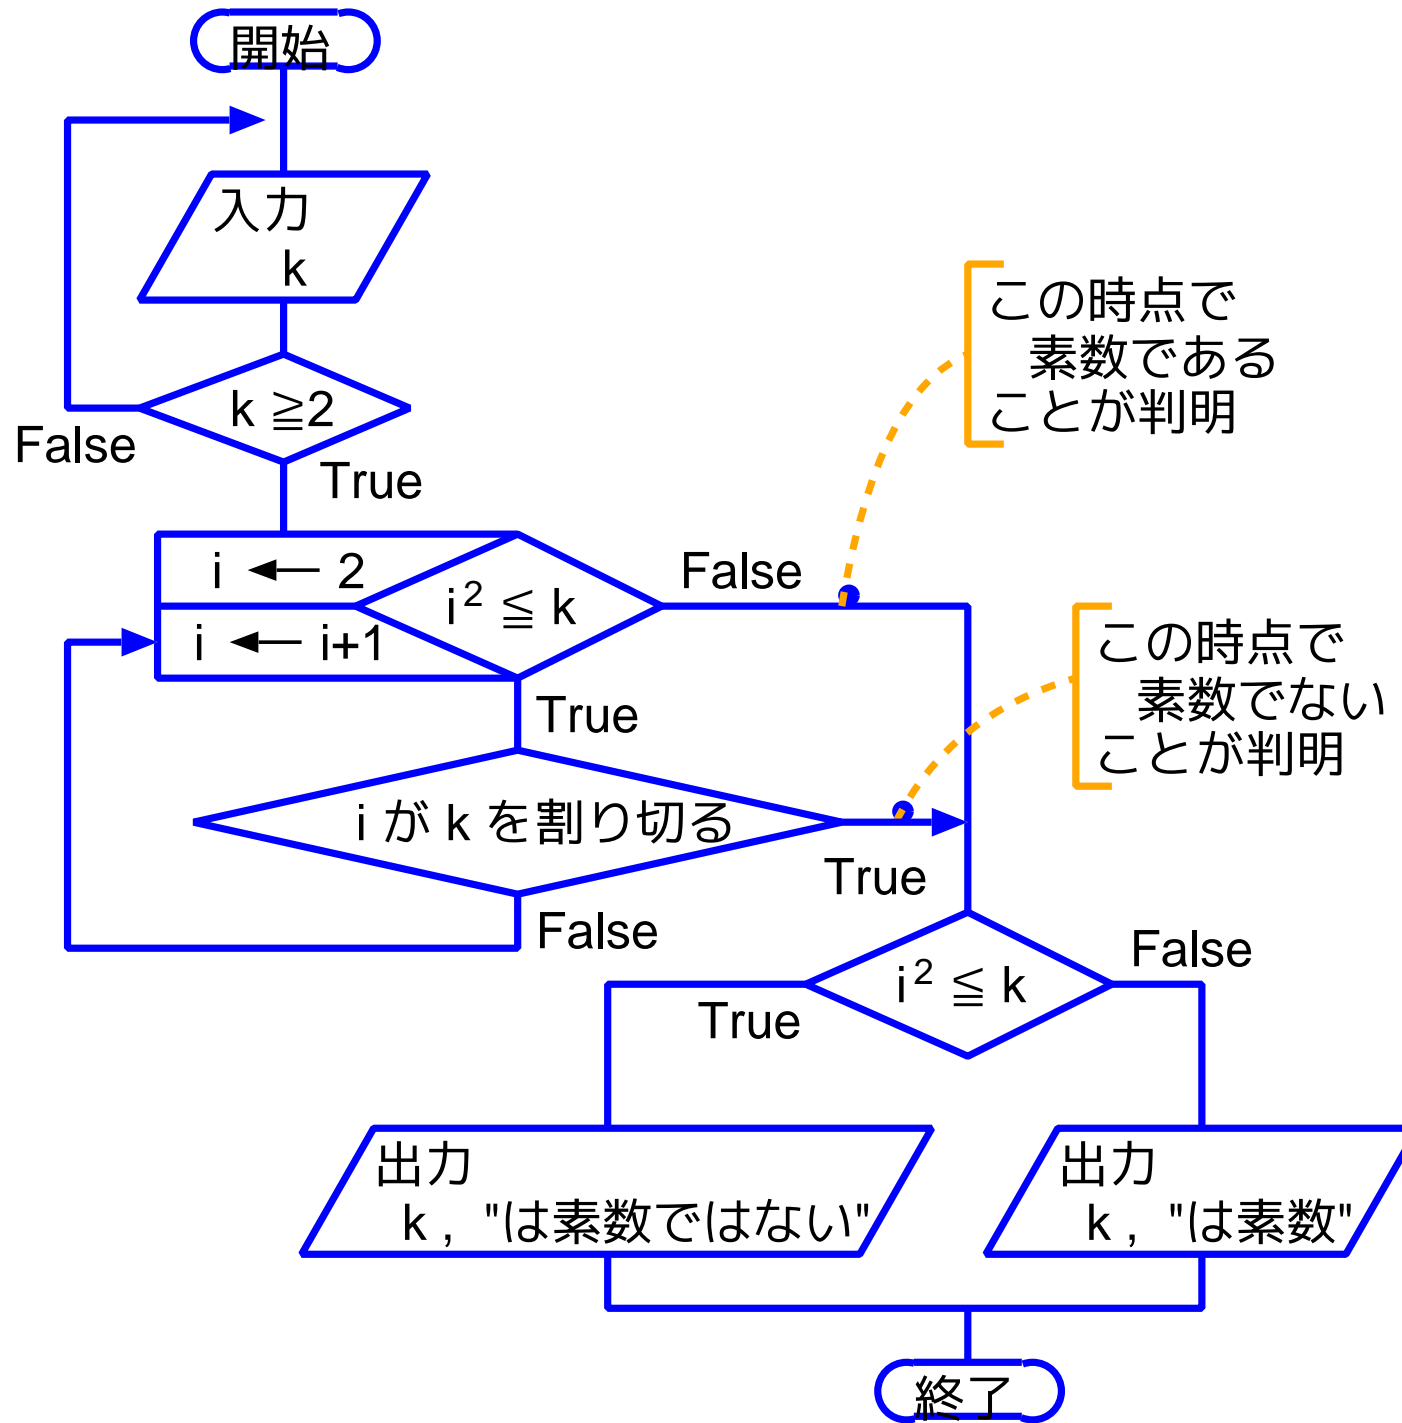 開始
入力
k
k ≧2
False
True
i ← 2
i ← i+1
i² ≦ k
False
True
この時点で
素数である
ことが判明
この時点で
素数でない
ことが判明
i が k を割り切る
True
False
i² ≦ k
True
False
出力
k , "は素数ではない"
出力
k , "は素数"
終了